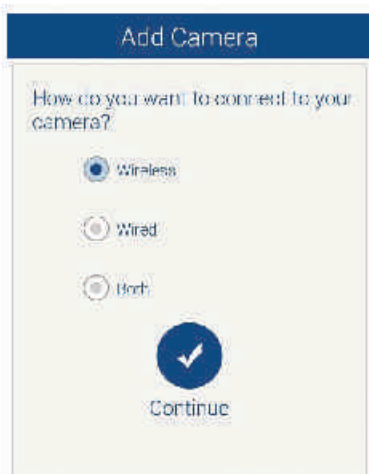 Add Camera
How do you want to connect to your
camera?
Wireless
Wired
Both
Continue